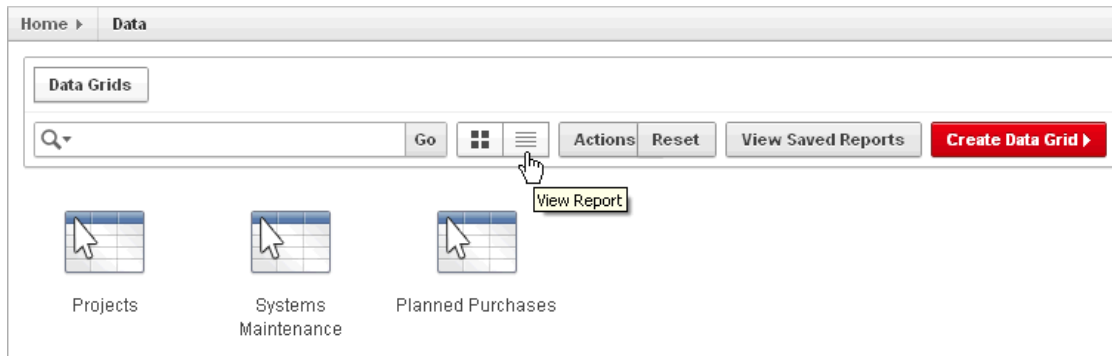 Home Data
Data Grids
Go Actions Reset View Saved Reports Create Data Grid
View Report
Projects Systems Maintenance Planned Purchases